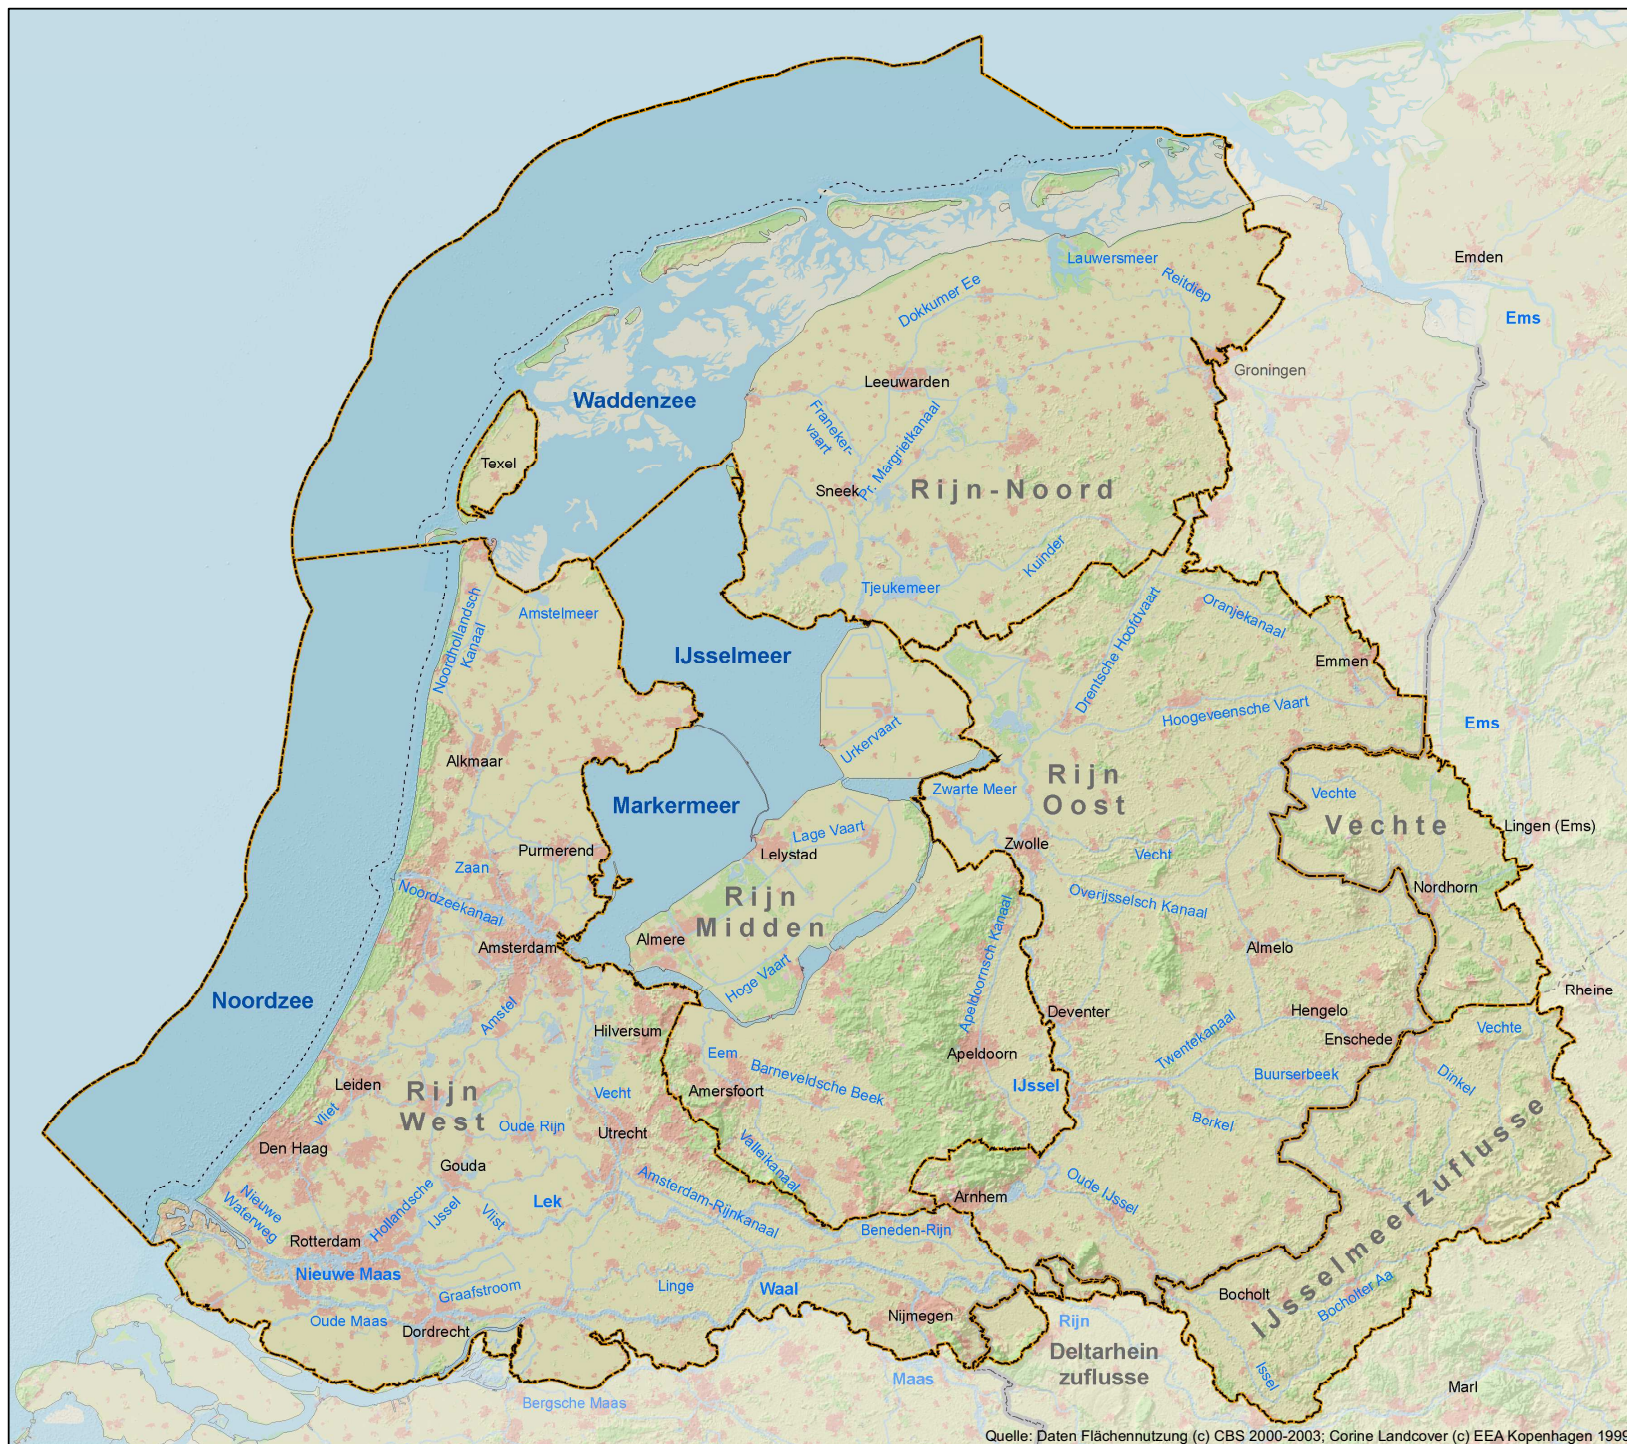 Emden
Lauwersmeer
Reitdiep
Dokkumer Ee
Ems
Groningen
Leeuwarden
Waddenzee
Franeker-
vaart
Pr. Margrietkanaal
Texel
Sneek
Rijn-Noord
Kuinder
Tjeukemeer
Noordhollandsch
Kanaal
Amstelmeer
Drentsche Hoofdvaart
Oranjekanaal
IJsselmeer
Emmen
Hoogeveensche Vaart
Ems
Urkervaart
Alkmaar
Rijn
Oost
Zwarte Meer
Vechte
Markermeer
Vechte
Lingen (Ems)
Lage Vaart
Purmerend
Lelystad
Zwolle
Vecht
Zaan
Noordzeekanaal
Rijn
Midden
Nordhorn
Overijsselsch Kanaal
Apeldoornsch Kanaal
Amsterdam
Almere
Almelo
Hoge Vaart
Noordzee
Rheine
Amstel
Deventer
Hengelo
Hilversum
Twentekanaal
Enschede
Vechte
Eem
Apeldoorn
Barneveldsche Beek
Buurserbeek
Dinkel
Leiden
Rijn
West
Vecht
Amersfoort
IJssel
Vliet
Oude Rijn
Utrecht
Borkel
Den Haag
Valleikanaal
Gouda
IJsselmeerzuflusse
Nieuwe
Waterweg
Hollandsche
IJssel
Vlist
Lek
Amsterdam-Rijnkanaal
Arnhem
Oude IJssel
Rotterdam
Beneden-Rijn
Nieuwe Maas
Graafstroom
Linge
Waal
Bocholt
Bocholter Aa
Oude Maas
Dordrecht
Nijmegen
Rijn
Deltarhein
zuflusse
Maas
Issel
Marl
Bergsche Maas
Quelle: Daten Flächennutzung (c) CBS 2000-2003; Corine Landcover (c) EEA Kopenhagen 1999